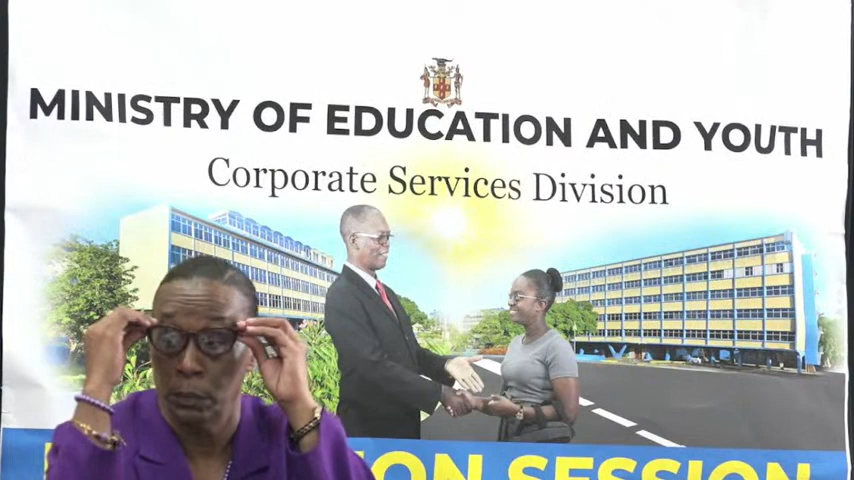 MINISTRY OF EDUCATION AND YOUTH
Corporate Services Division
SESSION